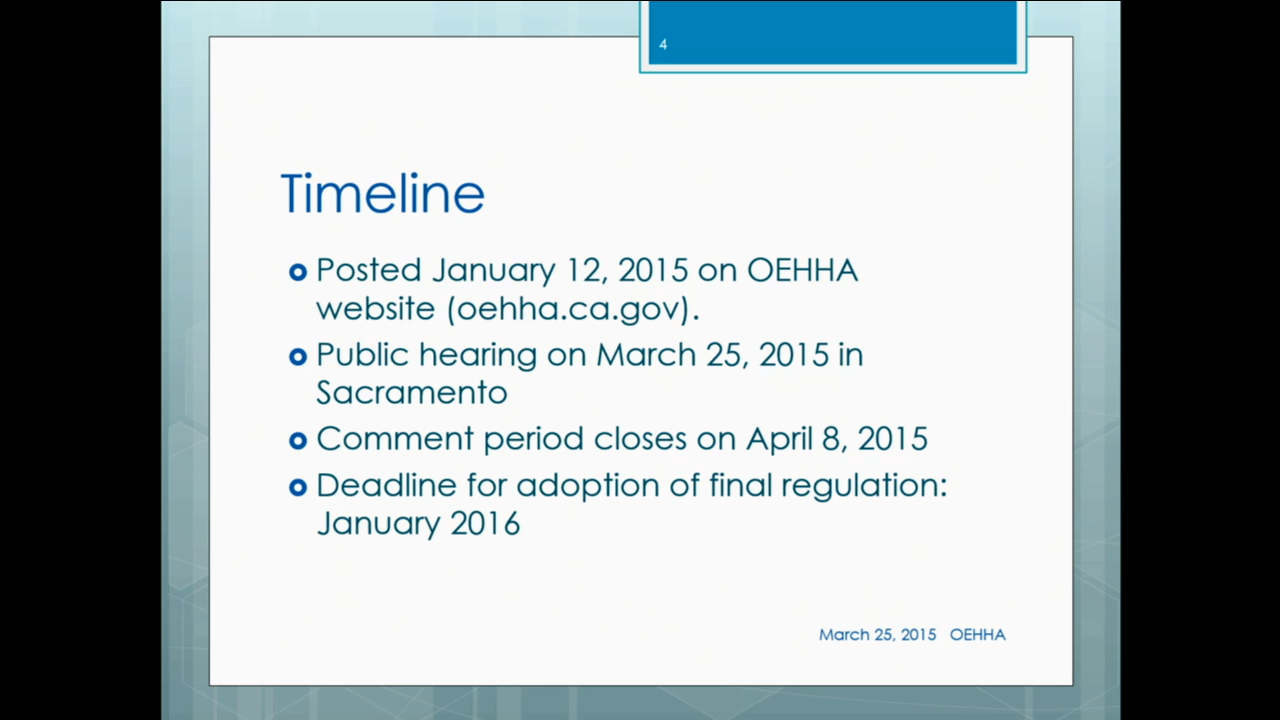 4
Timeline
Posted January 12, 2015 on OEHHA
website (oehha.ca.gov).
Public hearing on March 25, 2015 in
Sacramento
Comment period closes on April 8, 2015
Deadline for adoption of final regulation:
January 2016
March 25, 2015 OEHHA